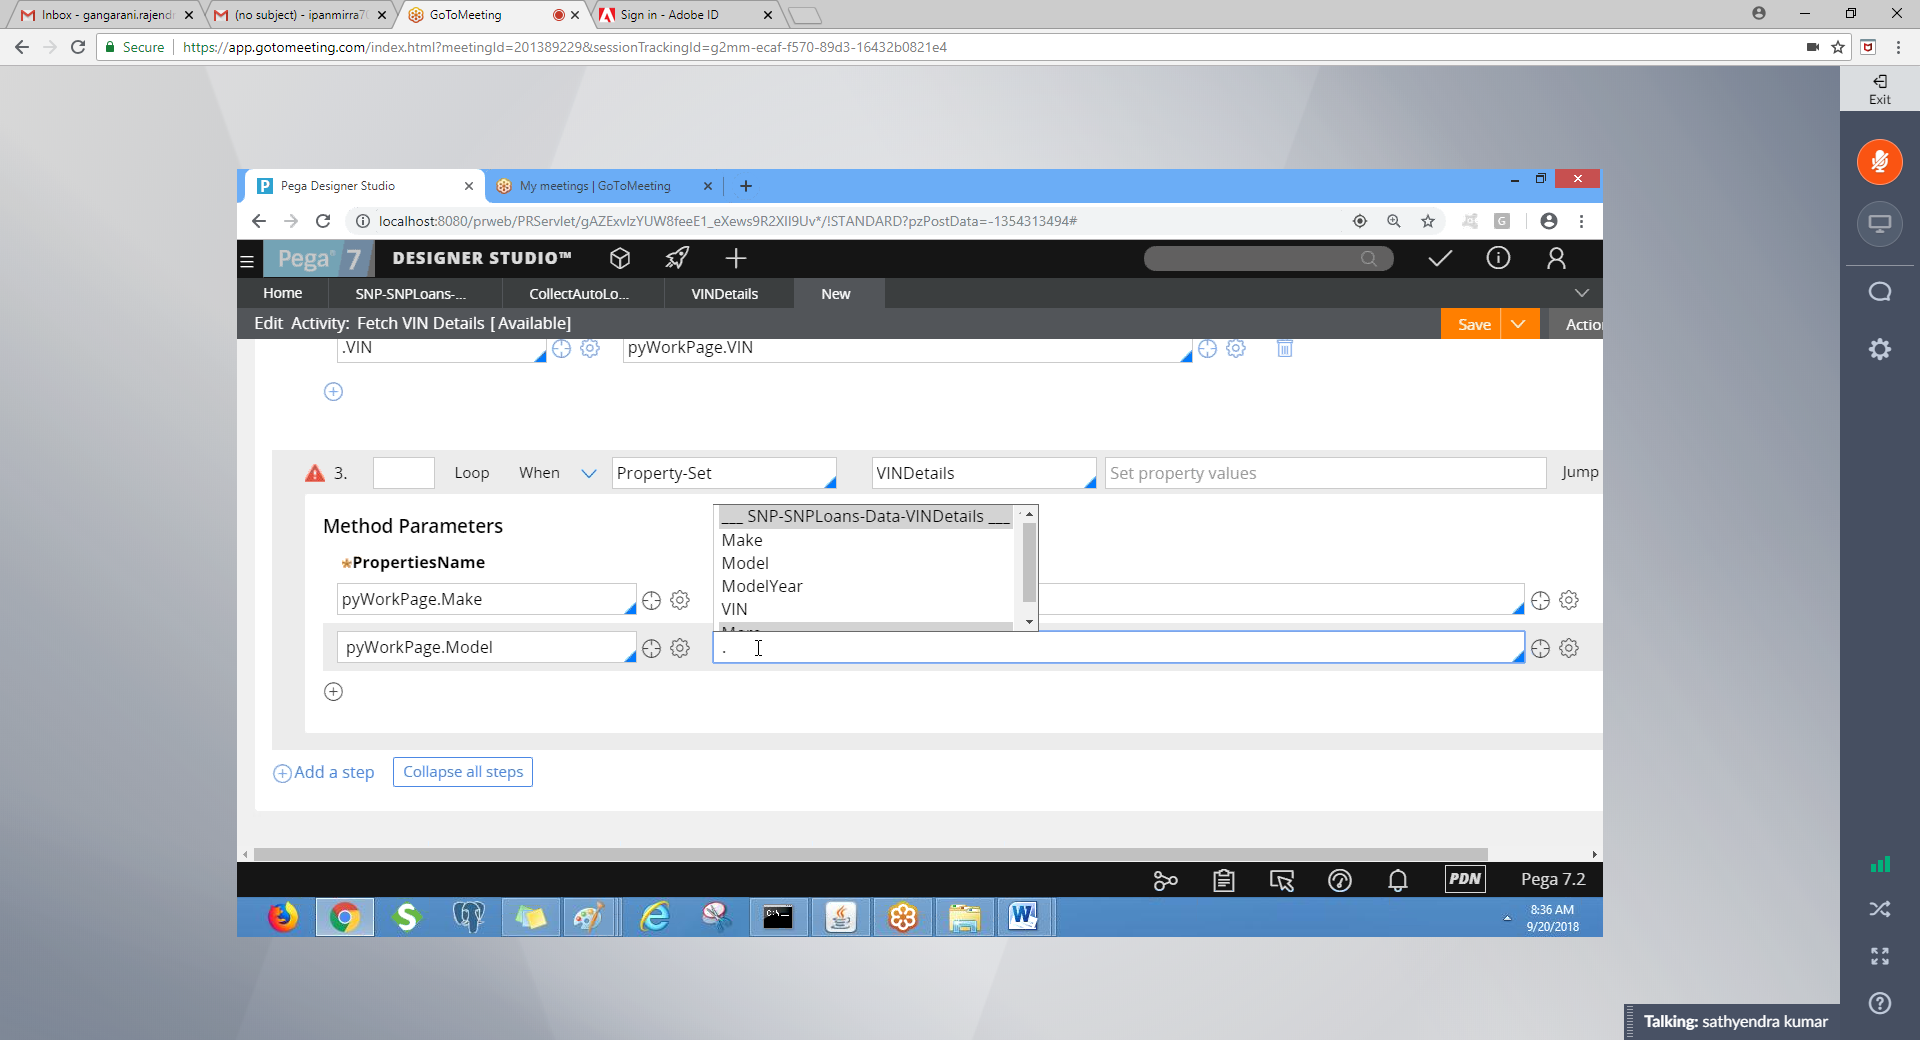 Inbox - gangarani.rajendr
(no subject) - ipanmirra70
GoToMeeting
Sign in - Adobe ID
Secure
https://app.gotomeeting.com/index.html?meetingId=201389229&sessionTrackingId=g2mm-ecaf-f570-89d3-16432b0821e4
Exit
Pega Designer Studio
My meetings | GoToMeeting
localhost:8080/prweb/PRServlet/gAZExvIzYUW8feeE1_eXews9R2XII9Uv*/!STANDARD?pzPostData=-1354313494#
Pega 7
DESIGNER STUDIO™
Home
SNP-SNPLoans-...
CollectAutoLo...
VINDetails
New
Edit Activity: Fetch VIN Details [Available]
Save
Actio
.VIN
pyWorkPage.VIN
3.
Loop
When
Property-Set
VINDetails
Set property values
Jump
Method Parameters
___ SNP-SNPLoans-Data-VINDetails ___
Make
*PropertiesName
Model
ModelYear
pyWorkPage.Make
VIN
More
pyWorkPage.Model
.
Add a step
Collapse all steps
PDN
Pega 7.2
8:36 AM
9/20/2018
Talking: sathyendra kumar